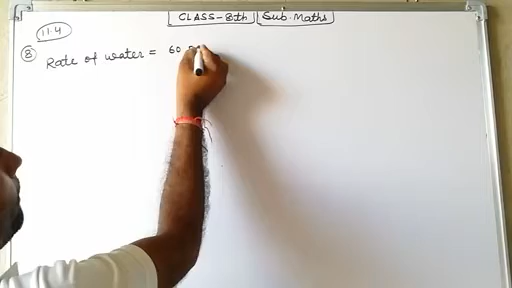 CLASS-8th Sub. Maths
11.4
8 Rate of water = 60